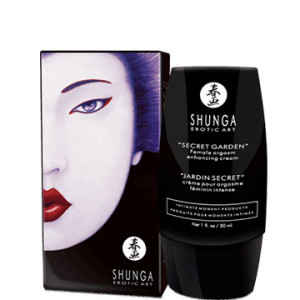 春画
SHUNGA
EROTIC ART
春画
SHUNGA
EROTIC ART
"SECRET GARDEN"
Female orgasm
enhancing cream
"JARDIN SECRET"
crème pour orgasme
féminin intense
INTIMATE MOMENT PRODUCTS
PRODUITS POUR MOMENTS INTIMES
Net 1 fl. oz / 30 ml